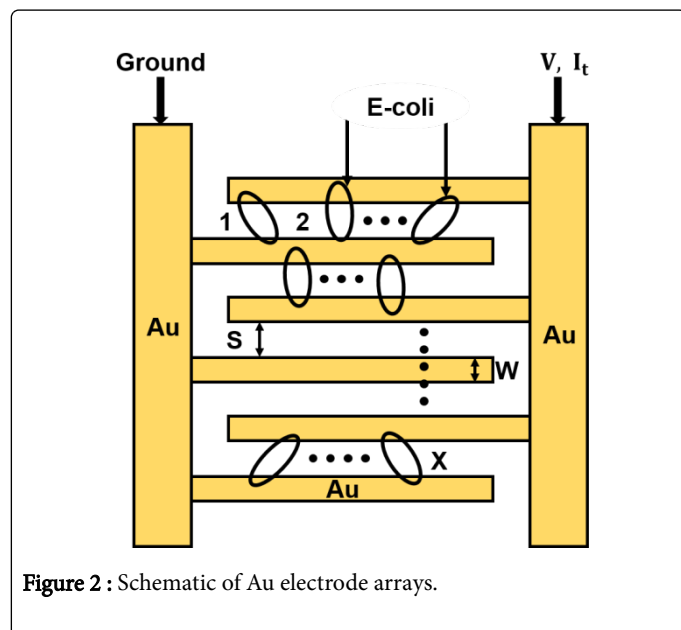 Ground
V, Iₜ
E-coli
1
2
Au
S
Au
W
X
Au
Figure 2 : Schematic of Au electrode arrays.